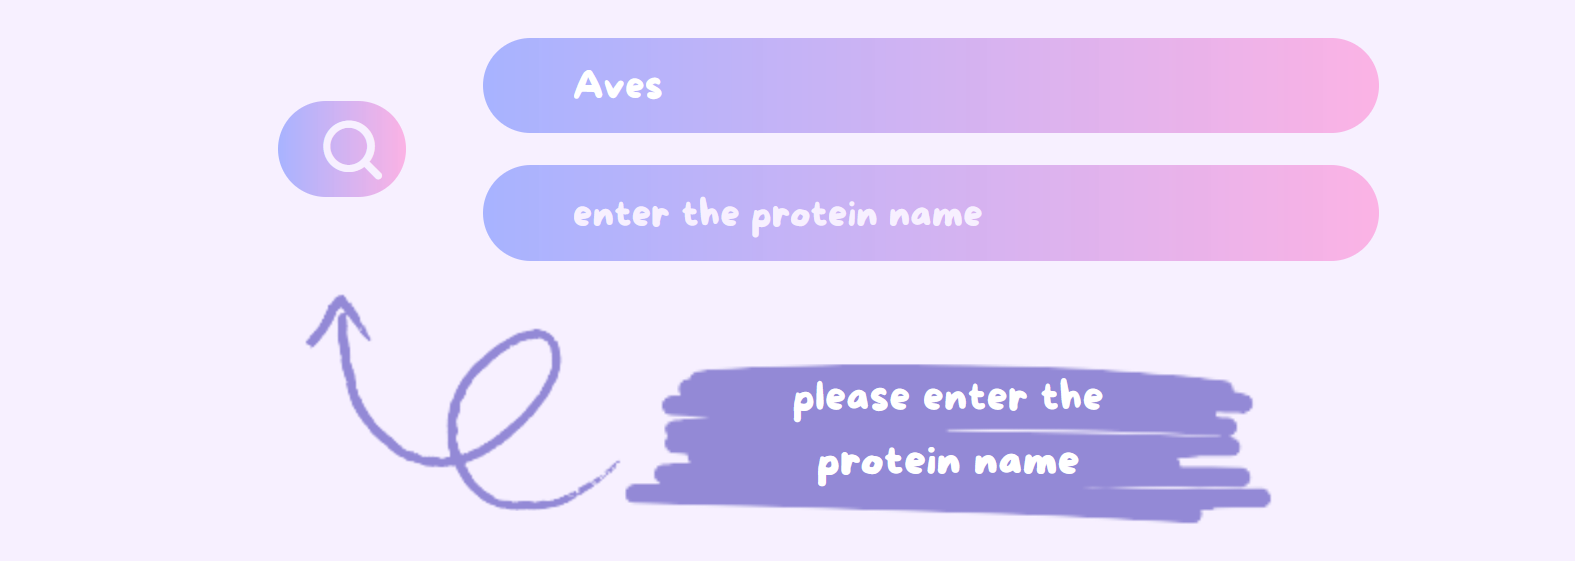 Aves
enter the protein name
please enter the
protein name